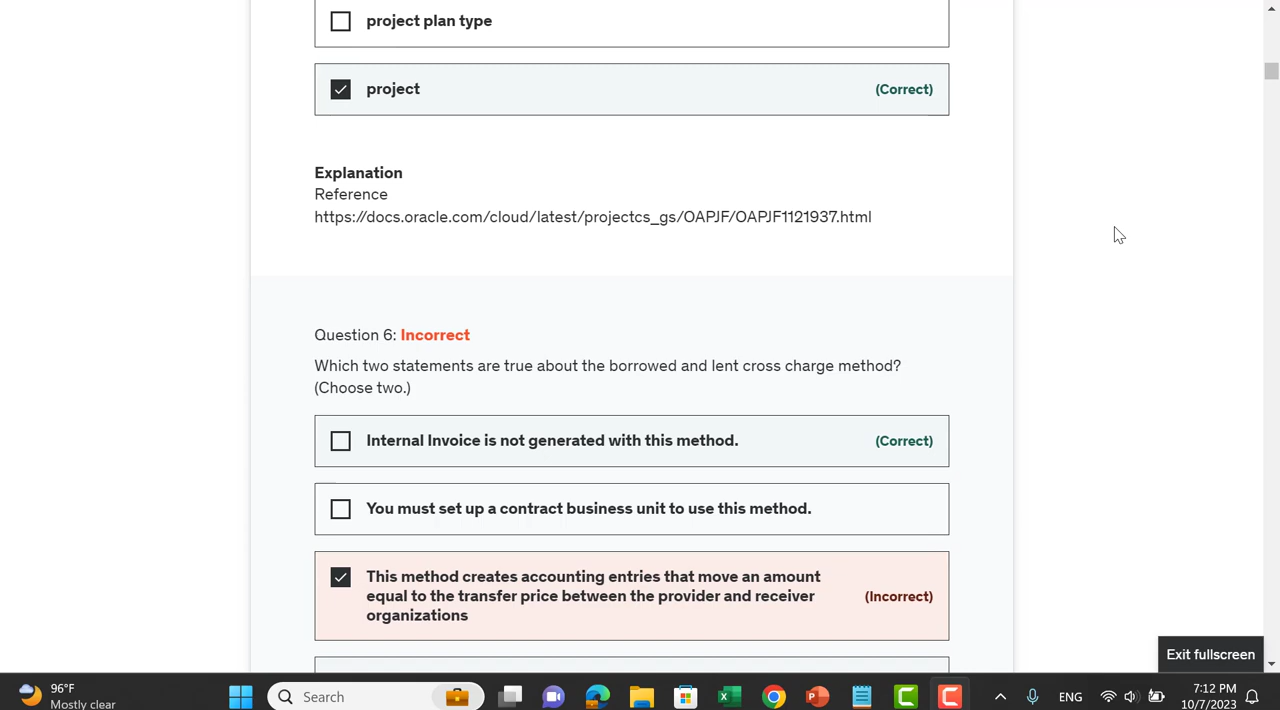 project plan type
project (Correct)
Explanation
Reference
https://docs.oracle.com/cloud/latest/projectcs_gs/OAPJF/OAPJF1121937.html
Question 6: Incorrect
Which two statements are true about the borrowed and lent cross charge method?
(Choose two.)
Internal Invoice is not generated with this method. (Correct)
You must set up a contract business unit to use this method.
This method creates accounting entries that move an amount
equal to the transfer price between the provider and receiver (Incorrect)
organizations
Exit fullscreen
96°F
Mostly clear
Search
ENG
7:12 PM
10/7/2023